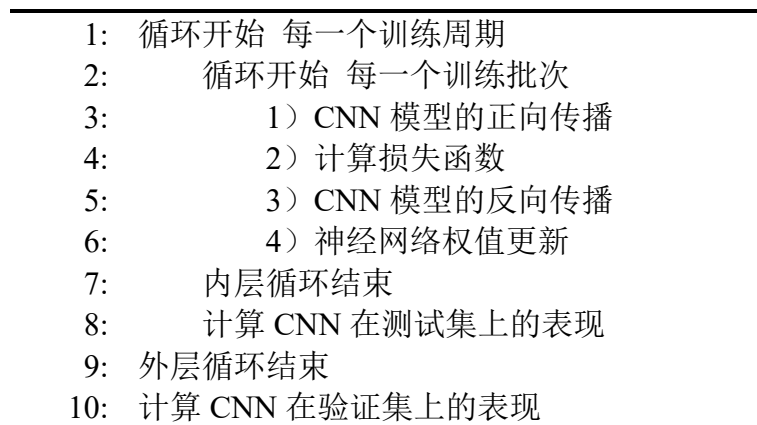 1: 循环开始 每一个训练周期
2: 循环开始 每一个训练批次
3: 1）CNN 模型的正向传播
4: 2）计算损失函数
5: 3）CNN 模型的反向传播
6: 4）神经网络权值更新
7: 内层循环结束
8: 计算 CNN 在测试集上的表现
9: 外层循环结束
10: 计算 CNN 在验证集上的表现